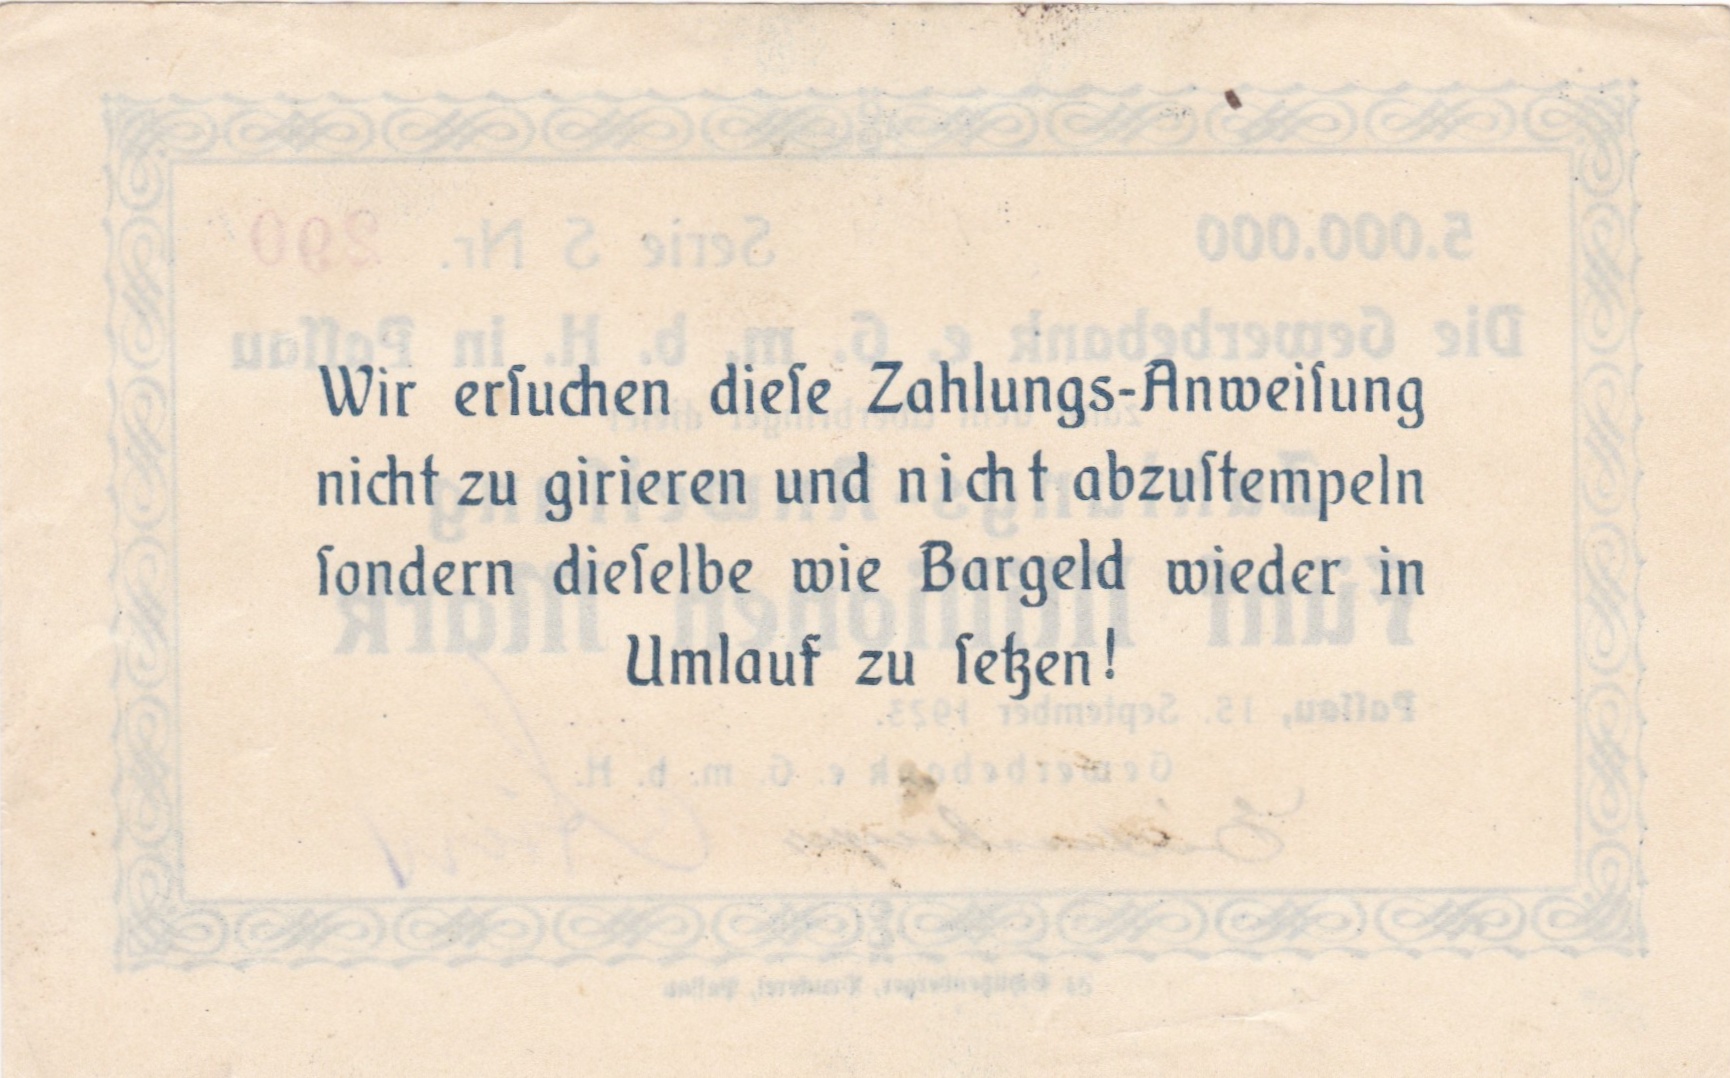 Wir erſuchen dieſe Zahlungs-Anweiſung
nicht zu girieren und nicht abzuſtempeln
ſondern dieſelbe wie Bargeld wieder in
Umlauf zu ſetzen!